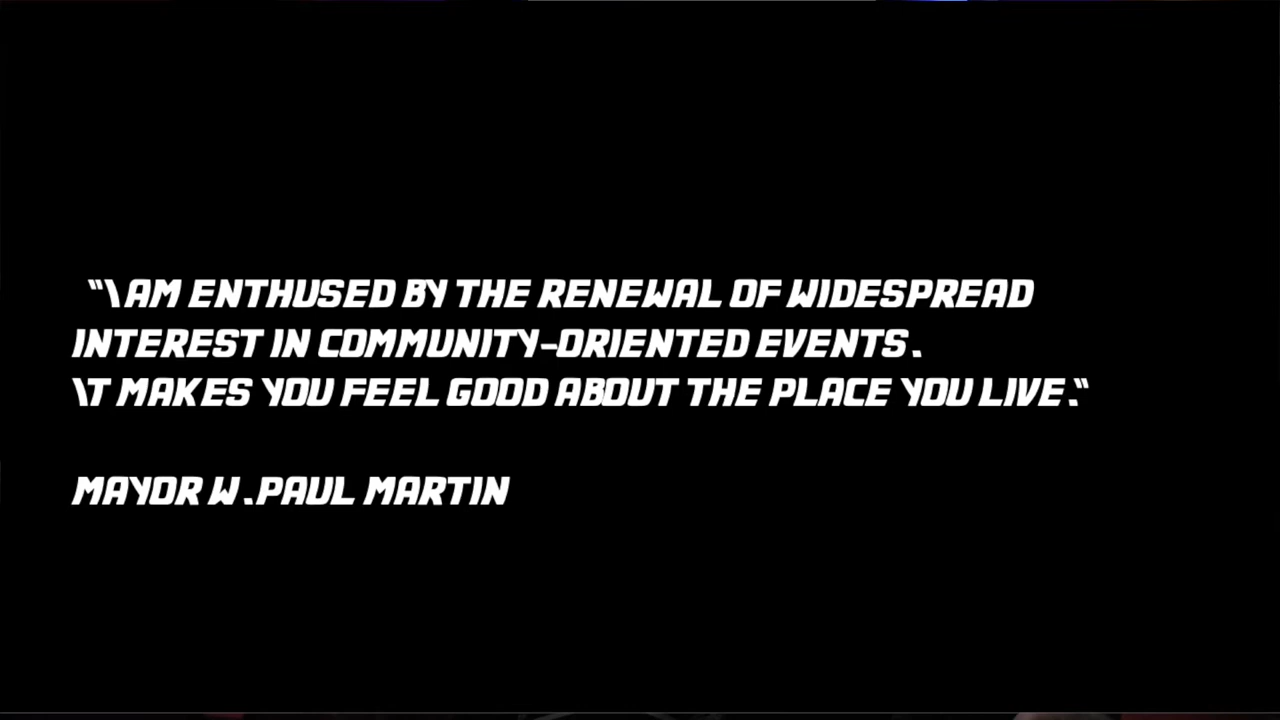 "I AM ENTHUSED BY THE RENEWAL OF WIDESPREAD
INTEREST IN COMMUNITY-ORIENTED EVENTS.
IT MAKES YOU FEEL GOOD ABOUT THE PLACE YOU LIVE."
MAYOR W.PAUL MARTIN